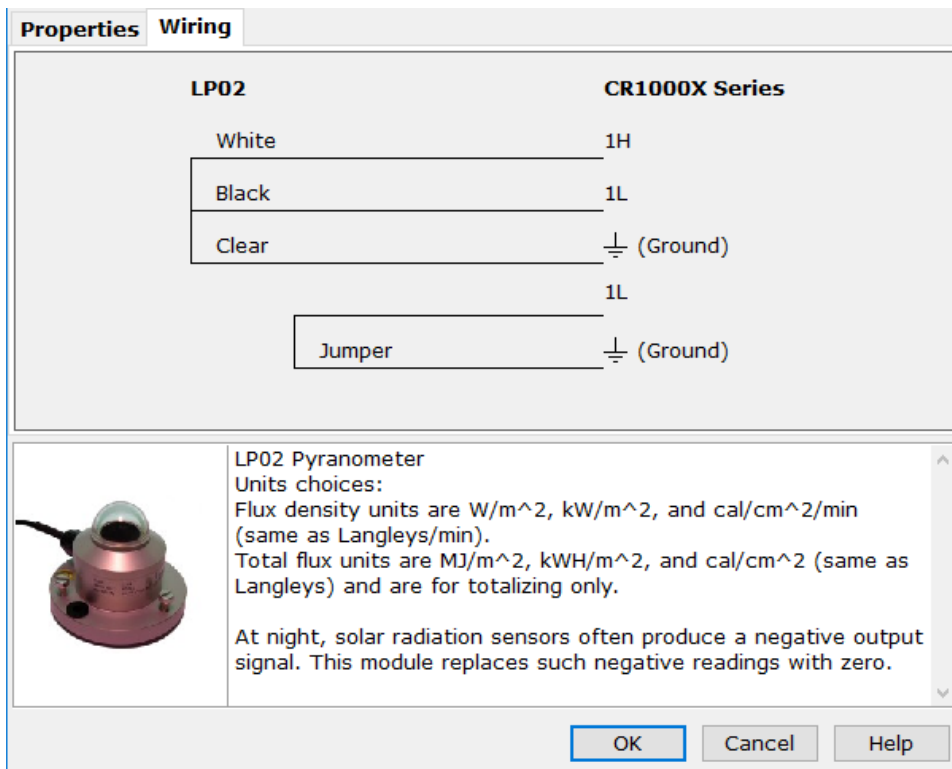 Properties Wiring
LP02 CR1000X Series
White 1H
Black 1L
Clear (Ground)
1L
Jumper (Ground)
LP02 Pyranometer
Units choices:
Flux density units are W/m^2, kW/m^2, and cal/cm^2/min
(same as Langleys/min).
Total flux units are MJ/m^2, kWH/m^2, and cal/cm^2 (same as
Langleys) and are for totalizing only.
At night, solar radiation sensors often produce a negative output
signal. This module replaces such negative readings with zero.
OK Cancel Help